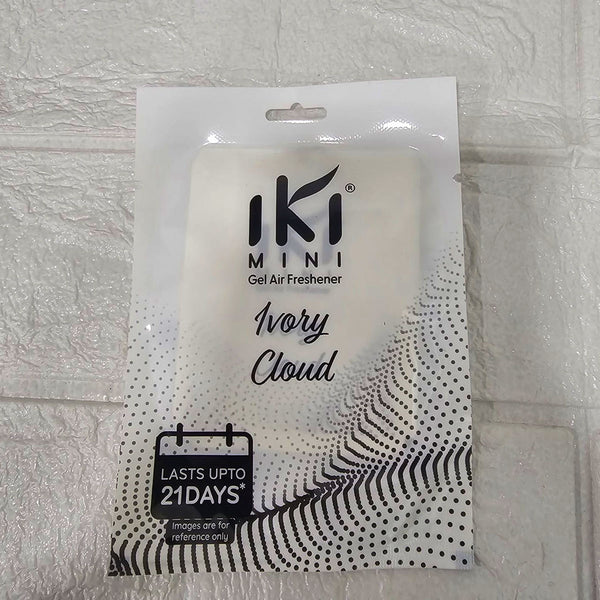 IKI®
MINI
Gel Air Freshener
Ivory
Cloud
LASTS UPTO
21DAYS*
Images are for
reference only